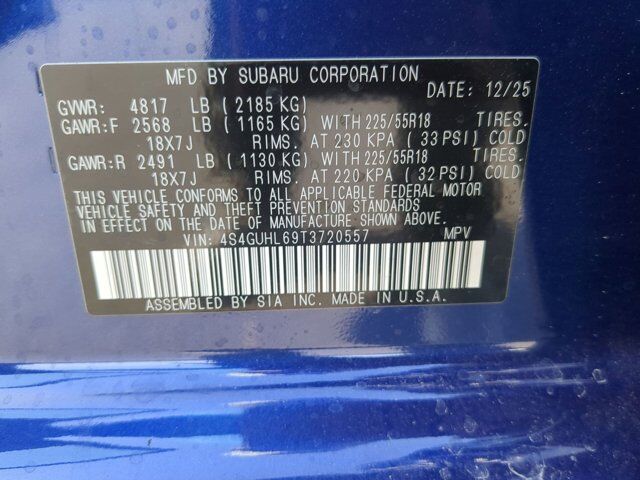 MFD BY SUBARU CORPORATION
DATE: 12/25
GVWR: 4817 LB (2185 KG)
GAWR:F 2568 LB (1165 KG) WITH 225/55R18 TIRES.
18X7J RIMS. AT 230 KPA (33 PSI) COLD
GAWR:R 2491 LB (1130 KG) WITH 225/55R18 TIRES.
18X7J RIMS. AT 220 KPA (32 PSI) COLD
THIS VEHICLE CONFORMS TO ALL APPLICABLE FEDERAL MOTOR
VEHICLE SAFETY AND THEFT PREVENTION STANDARDS
IN EFFECT ON THE DATE OF MANUFACTURE SHOWN ABOVE.
VIN: 4S4GUHL69T3720557 MPV
ASSEMBLED BY SIA INC. MADE IN U.S.A.